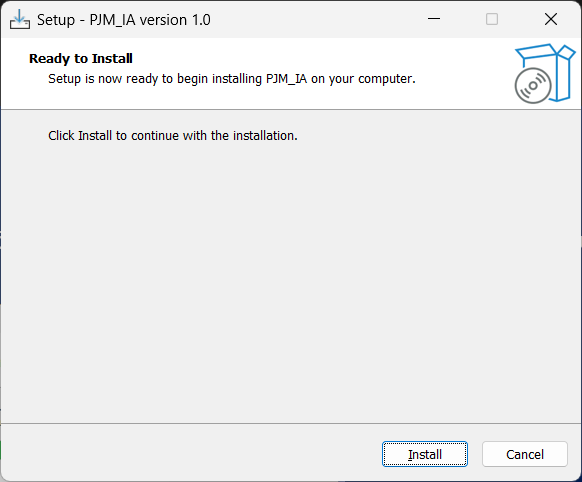 Setup - PJM_IA version 1.0
Ready to Install
Setup is now ready to begin installing PJM_IA on your computer.
Click Install to continue with the installation.
Install
Cancel